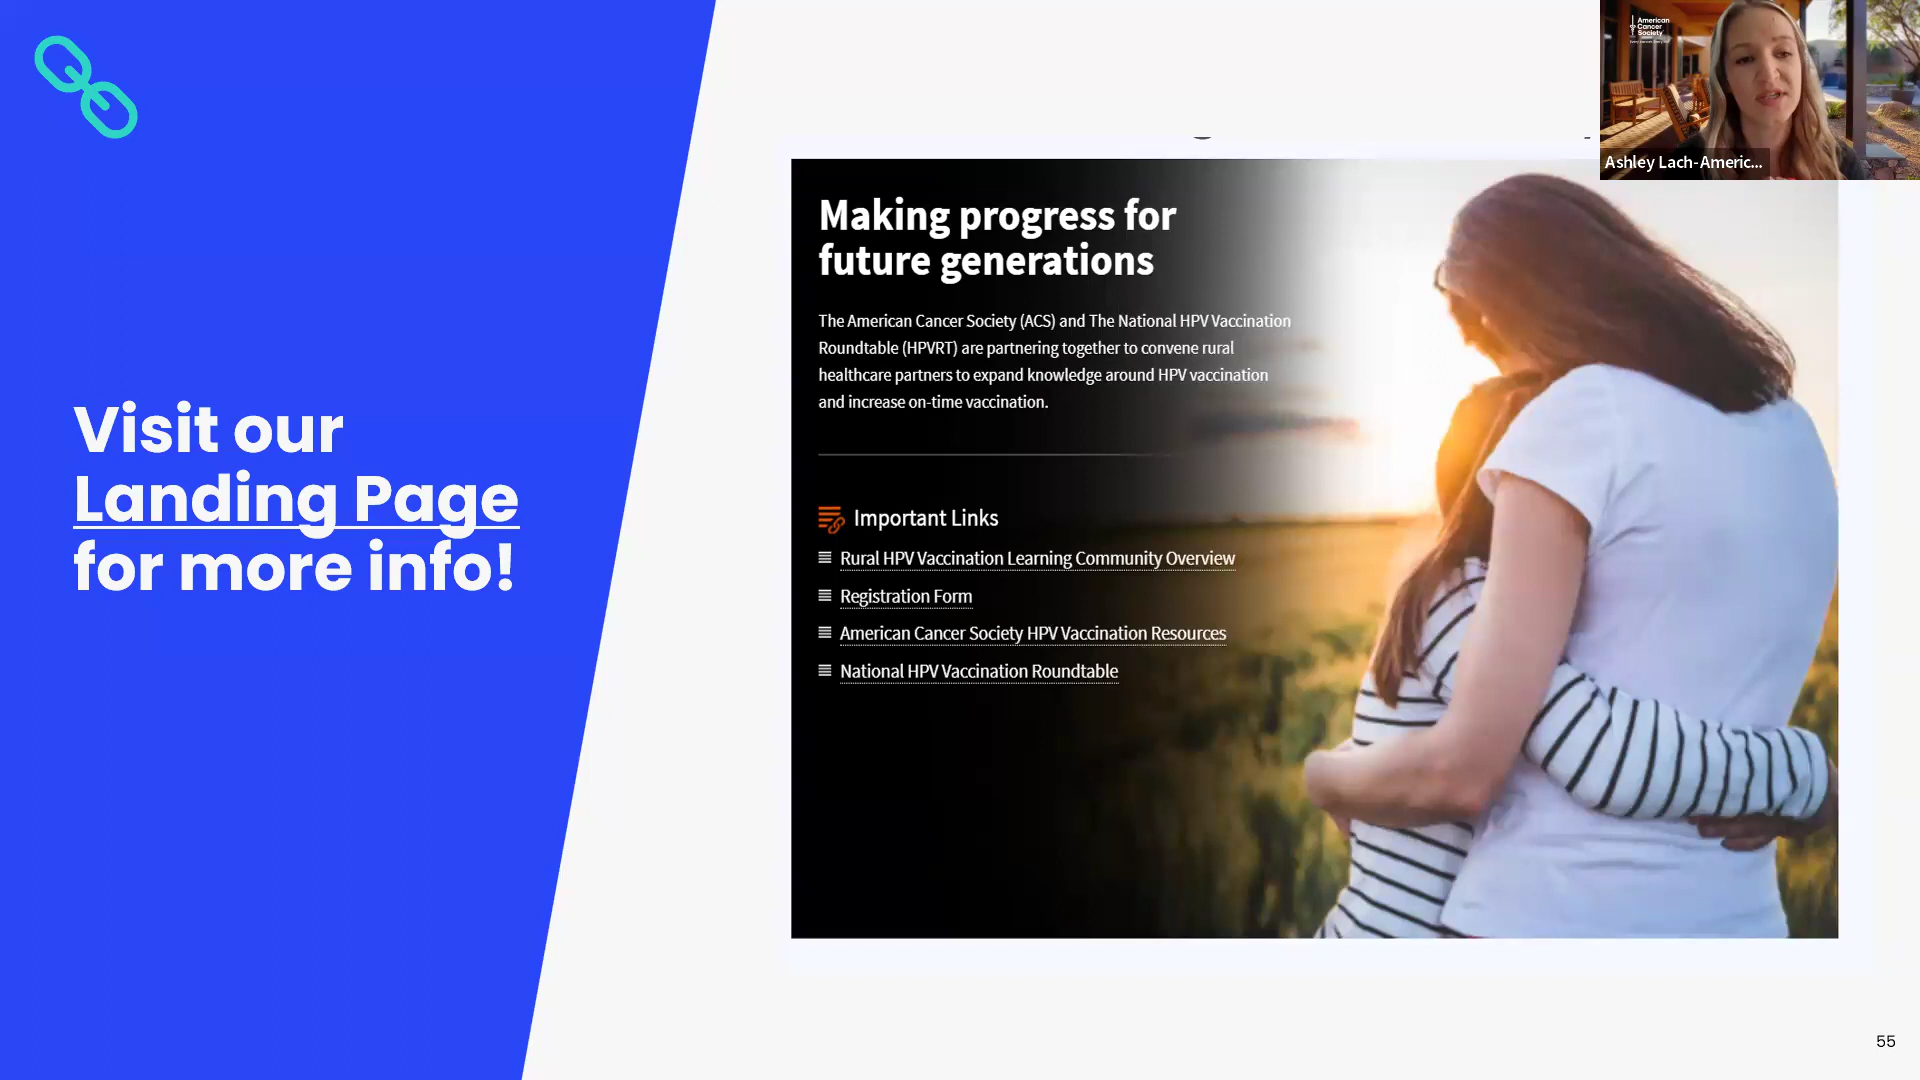 Visit our
Landing Page
for more info!
American
Cancer
Society
Ashley Lach-Americ...
Making progress for
future generations
The American Cancer Society (ACS) and The National HPV Vaccination
Roundtable (HPVRT) are partnering together to convene rural
healthcare partners to expand knowledge around HPV vaccination
and increase on-time vaccination.
Important Links
Rural HPV Vaccination Learning Community Overview
Registration Form
American Cancer Society HPV Vaccination Resources
National HPV Vaccination Roundtable
55